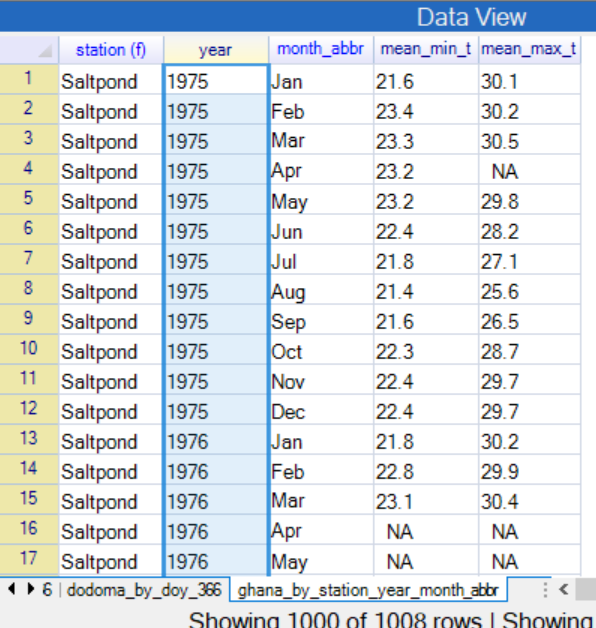 Data View
station (f) year month_abbr mean_min_t mean_max_t
1 Saltpond 1975 Jan 21.6 30.1
2 Saltpond 1975 Feb 23.4 30.2
3 Saltpond 1975 Mar 23.3 30.5
4 Saltpond 1975 Apr 23.2 NA
5 Saltpond 1975 May 23.2 29.8
6 Saltpond 1975 Jun 22.4 28.2
7 Saltpond 1975 Jul 21.8 27.1
8 Saltpond 1975 Aug 21.4 25.6
9 Saltpond 1975 Sep 21.6 26.5
10 Saltpond 1975 Oct 22.3 28.7
11 Saltpond 1975 Nov 22.4 29.7
12 Saltpond 1975 Dec 22.4 29.7
13 Saltpond 1976 Jan 21.8 30.2
14 Saltpond 1976 Feb 22.8 29.9
15 Saltpond 1976 Mar 23.1 30.4
16 Saltpond 1976 Apr NA NA
17 Saltpond 1976 May NA NA
6 | dodoma_by_doy_366 ghana_by_station_year_month_abbr
Showing 1000 of 1008 rows | Showing